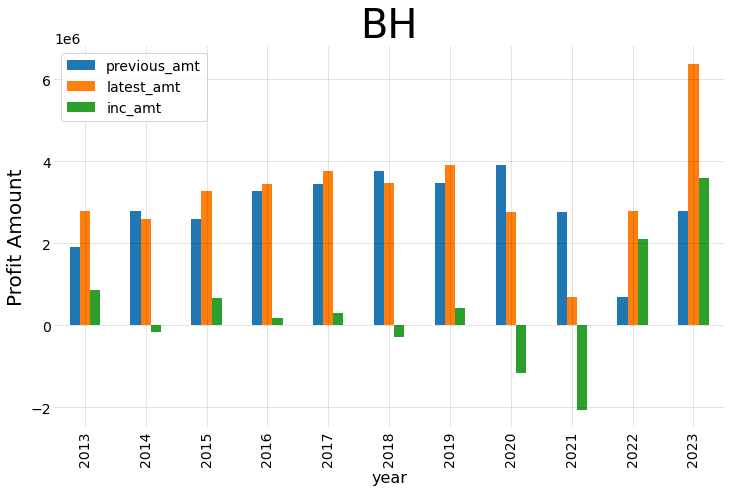 BH
1e6
previous_amt
latest_amt
inc_amt
Profit Amount
6
4
2
0
−2
2013
2014
2015
2016
2017
2018
2019
2020
2021
2022
2023
year